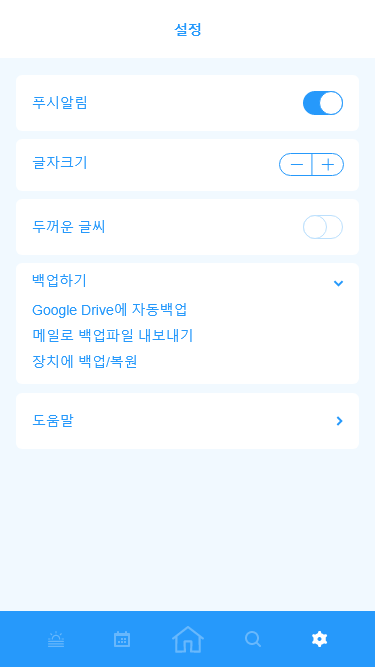 설정
푸시알림
글자크기
두꺼운 글씨
백업하기
Google Drive에 자동백업
메일로 백업파일 내보내기
장치에 백업/복원
도움말